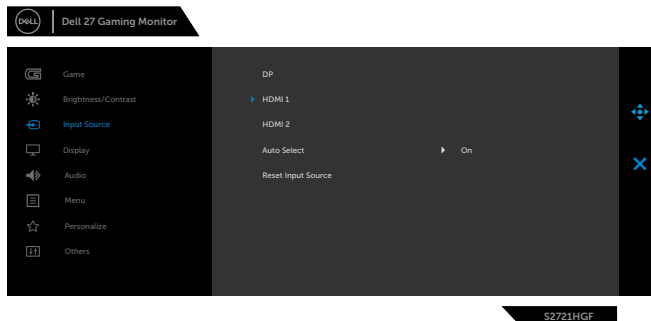 DELL
Dell 27 Gaming Monitor
Game
DP
Brightness/Contrast
HDMI 1
Input Source
HDMI 2
Display
Auto Select
On
Audio
Reset Input Source
Menu
Personalize
Others
S2721HGF